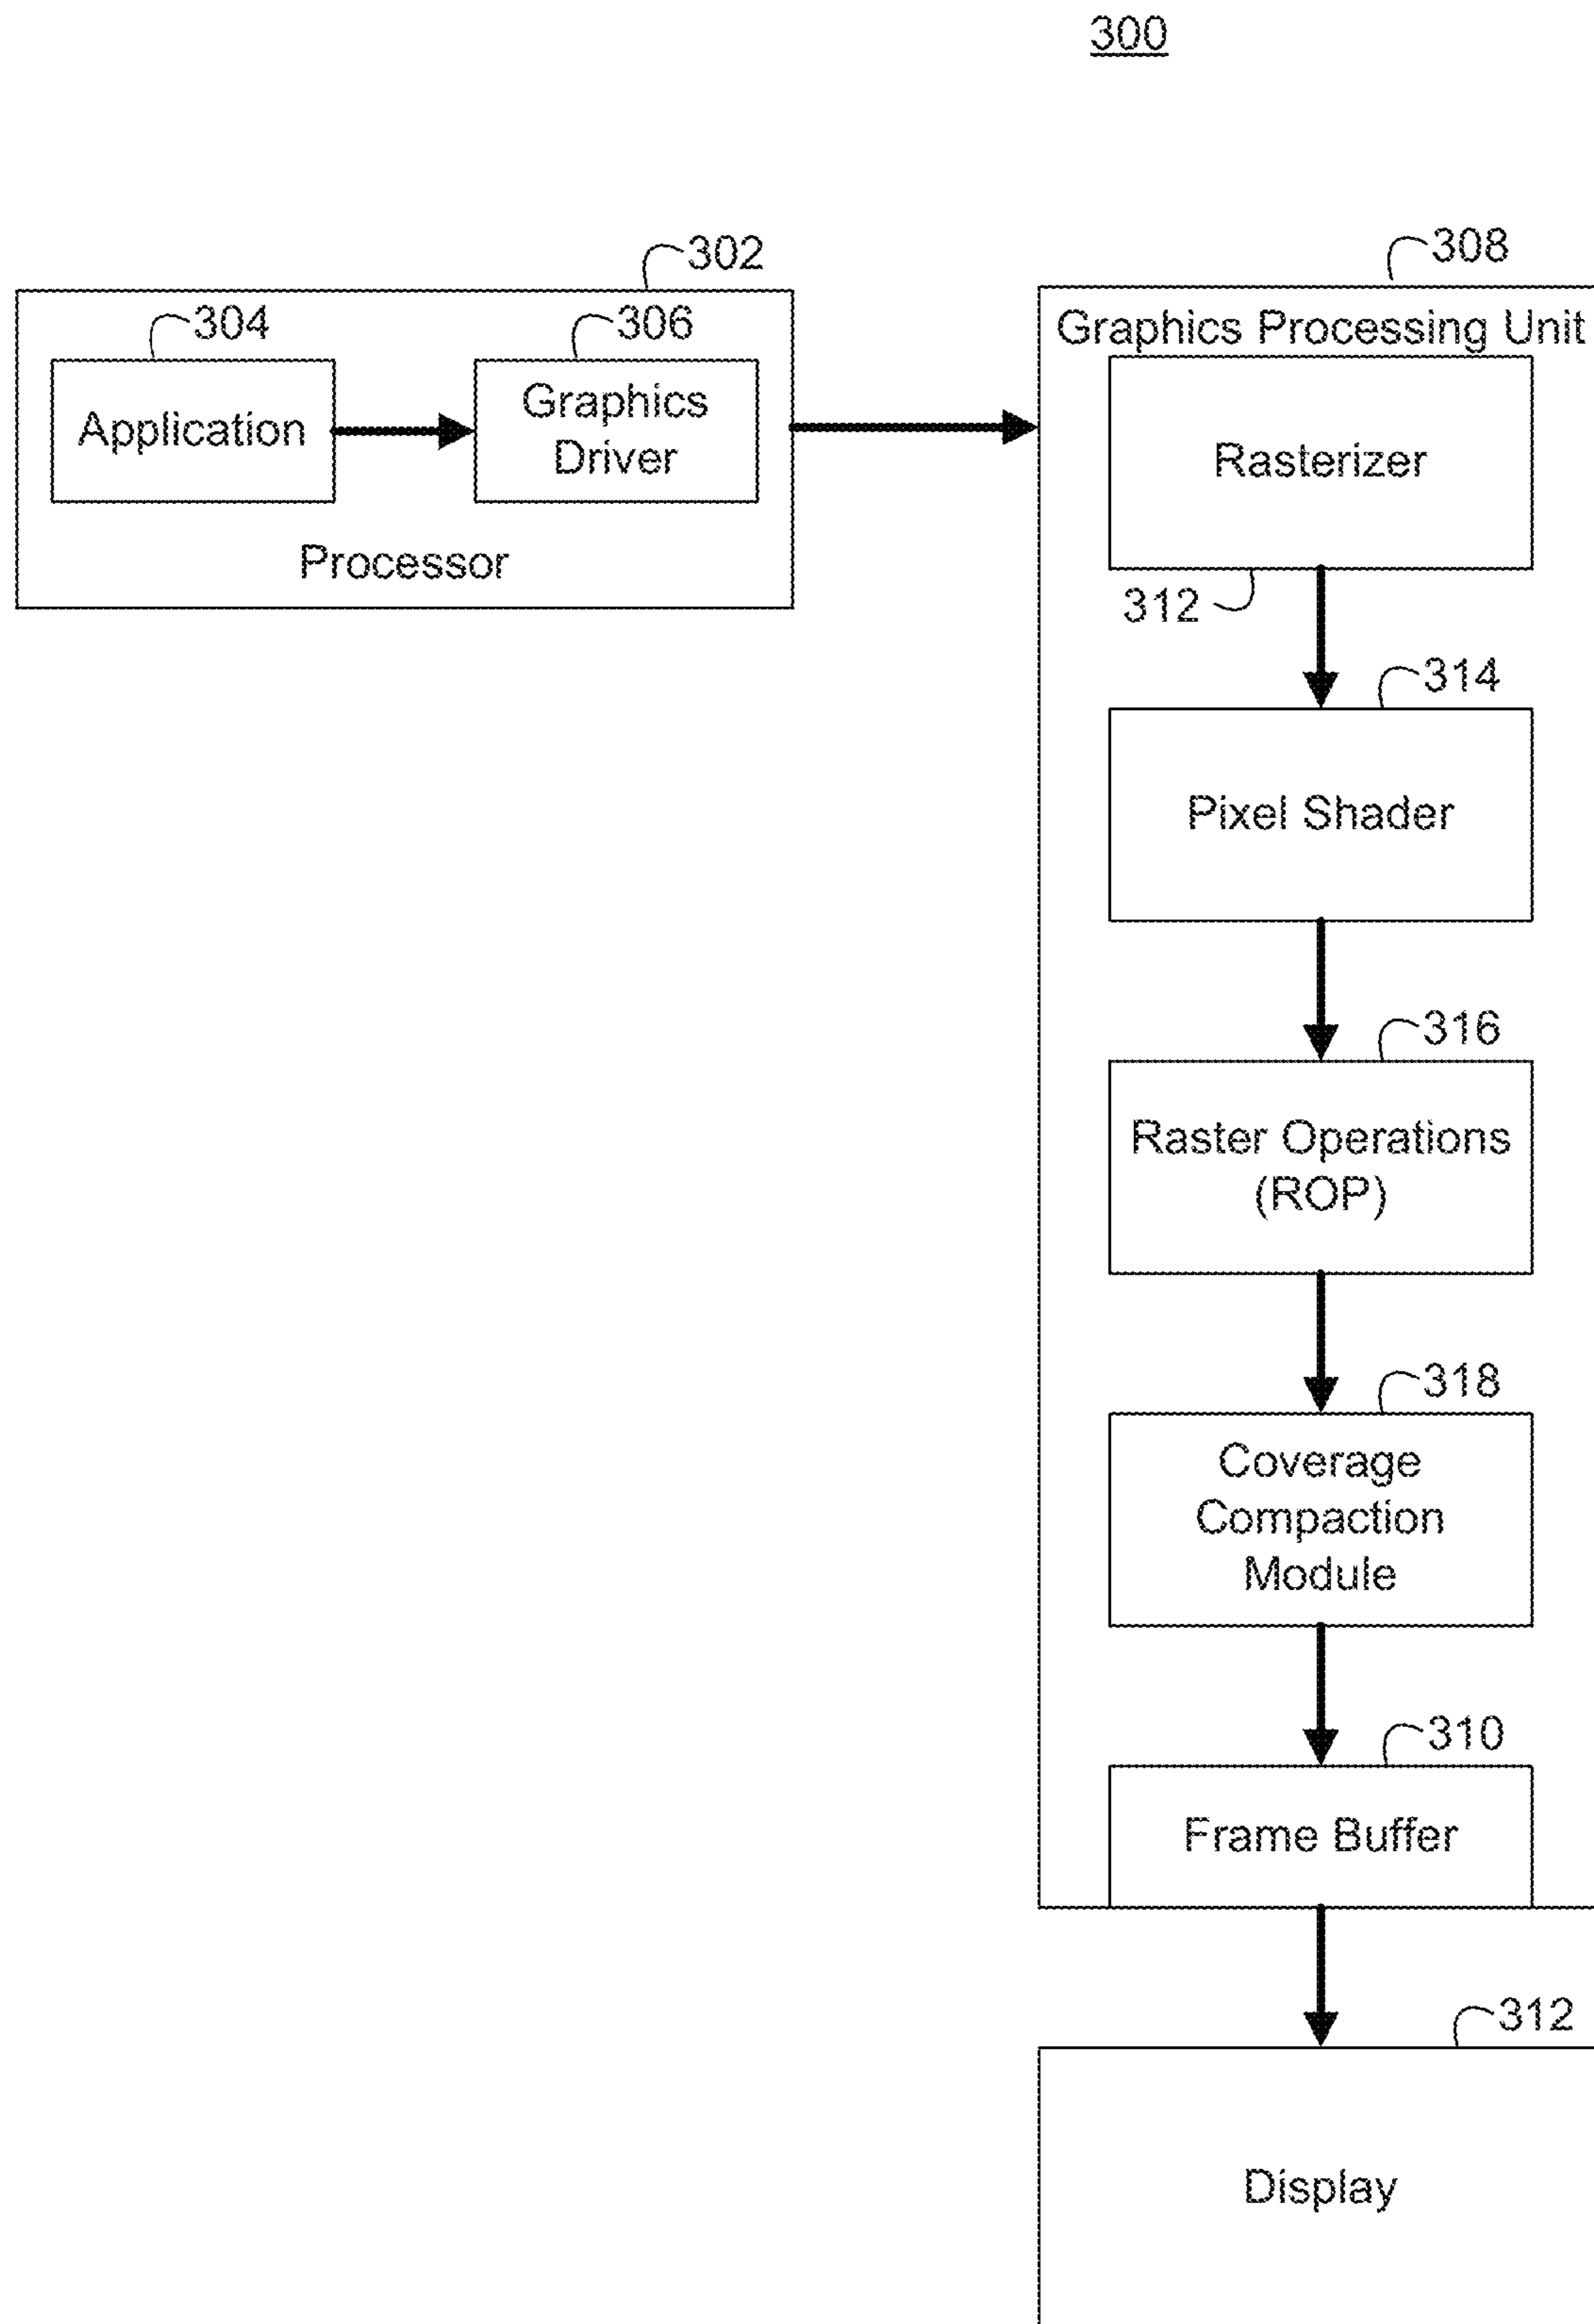 300
302
304
306
Application
Graphics
Driver
Processor
308
Graphics Processing Unit
Rasterizer
312
314
Pixel Shader
316
Raster Operations
(ROP)
318
Coverage
Compaction
Module
310
Frame Buffer
312
Display